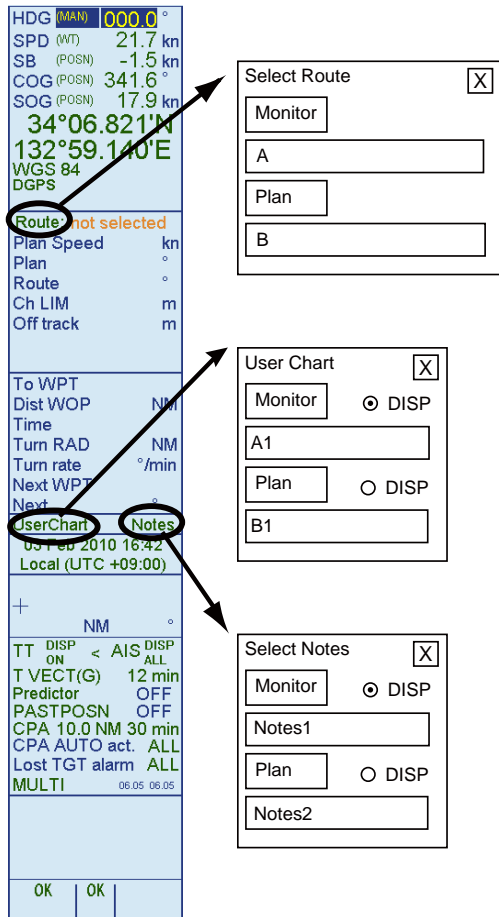 HDG (MAN) 000.0 °
SPD (WT) 21.7 kn
SB (POSN) -1.5 kn
COG (POSN) 341.6 °
SOG (POSN) 17.9 kn
34°06.821'N
132°59.140'E
WGS 84
DGPS
Route: not selected
Plan Speed kn
Plan °
Route °
Ch LIM m
Off track m
To WPT
Dist WOP NM
Time
Turn RAD NM
Turn rate °/min
Next WPT
Next °
UserChart Notes
03 Feb 2010 16:42
Local (UTC +09:00)
+
NM °
TT DISP ON < AIS DISP ALL
T VECT(G) 12 min
Predictor OFF
PASTPOSN OFF
CPA 10.0 NM 30 min
CPA AUTO act. ALL
Lost TGT alarm ALL
MULTI 06.05 06.05
OK OK
Select Route X
Monitor
A
Plan
B
User Chart X
Monitor DISP
A1
Plan DISP
B1
Select Notes X
Monitor DISP
Notes1
Plan DISP
Notes2